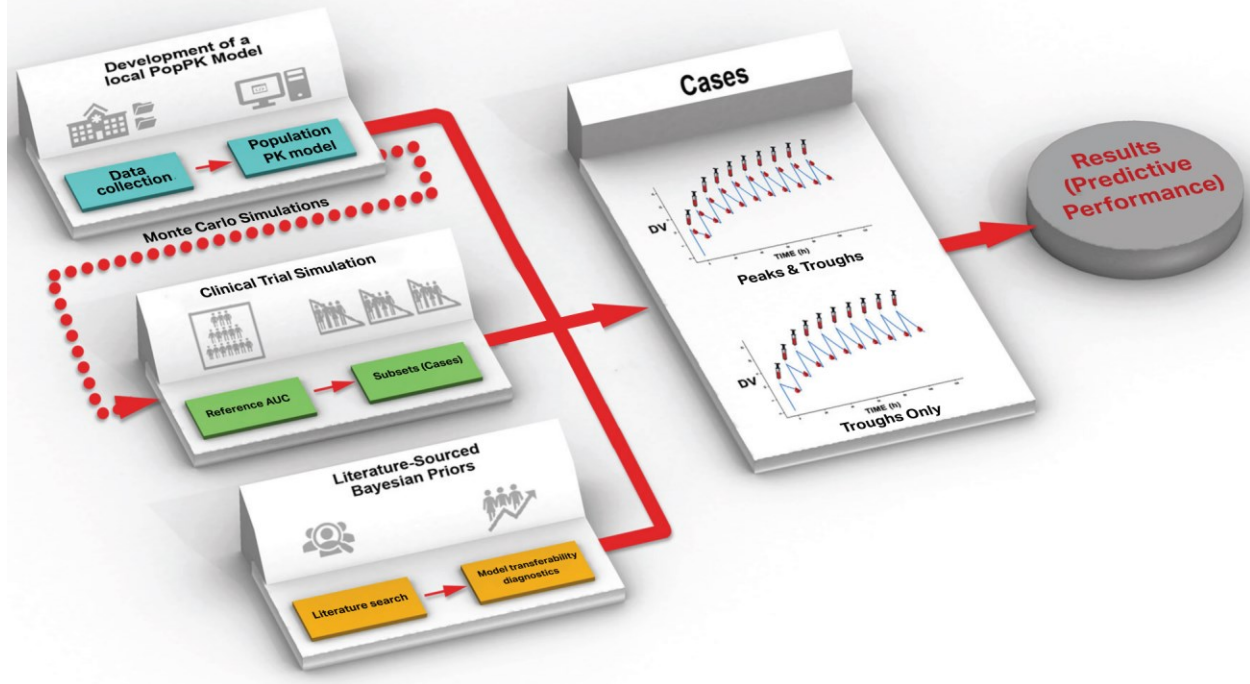 Development of a
local PopPK Model
Data
collection
Population
PK model
Monte Carlo Simulations
Clinical Trial Simulation
Reference AUC
Subsets (Cases)
Literature-Sourced
Bayesian Priors
Literature search
Model transferability
diagnostics
Cases
DV
TIME (h)
Peaks & Troughs
DV
TIME (h)
Troughs Only
Results
(Predictive
Performance)